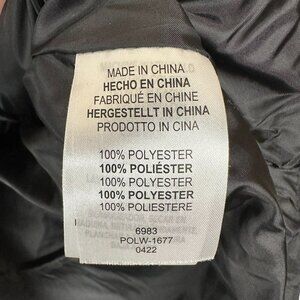 MADE IN CHINA
HECHO EN CHINA
FABRIQUÉ EN CHINE
HERGESTELLT IN CHINA
PRODOTTO IN CINA
100% POLYESTER
100% POLIÉSTER
100% POLYESTER
100% POLYESTER
100% POLIESTERE
6983
POLW-1677
0422